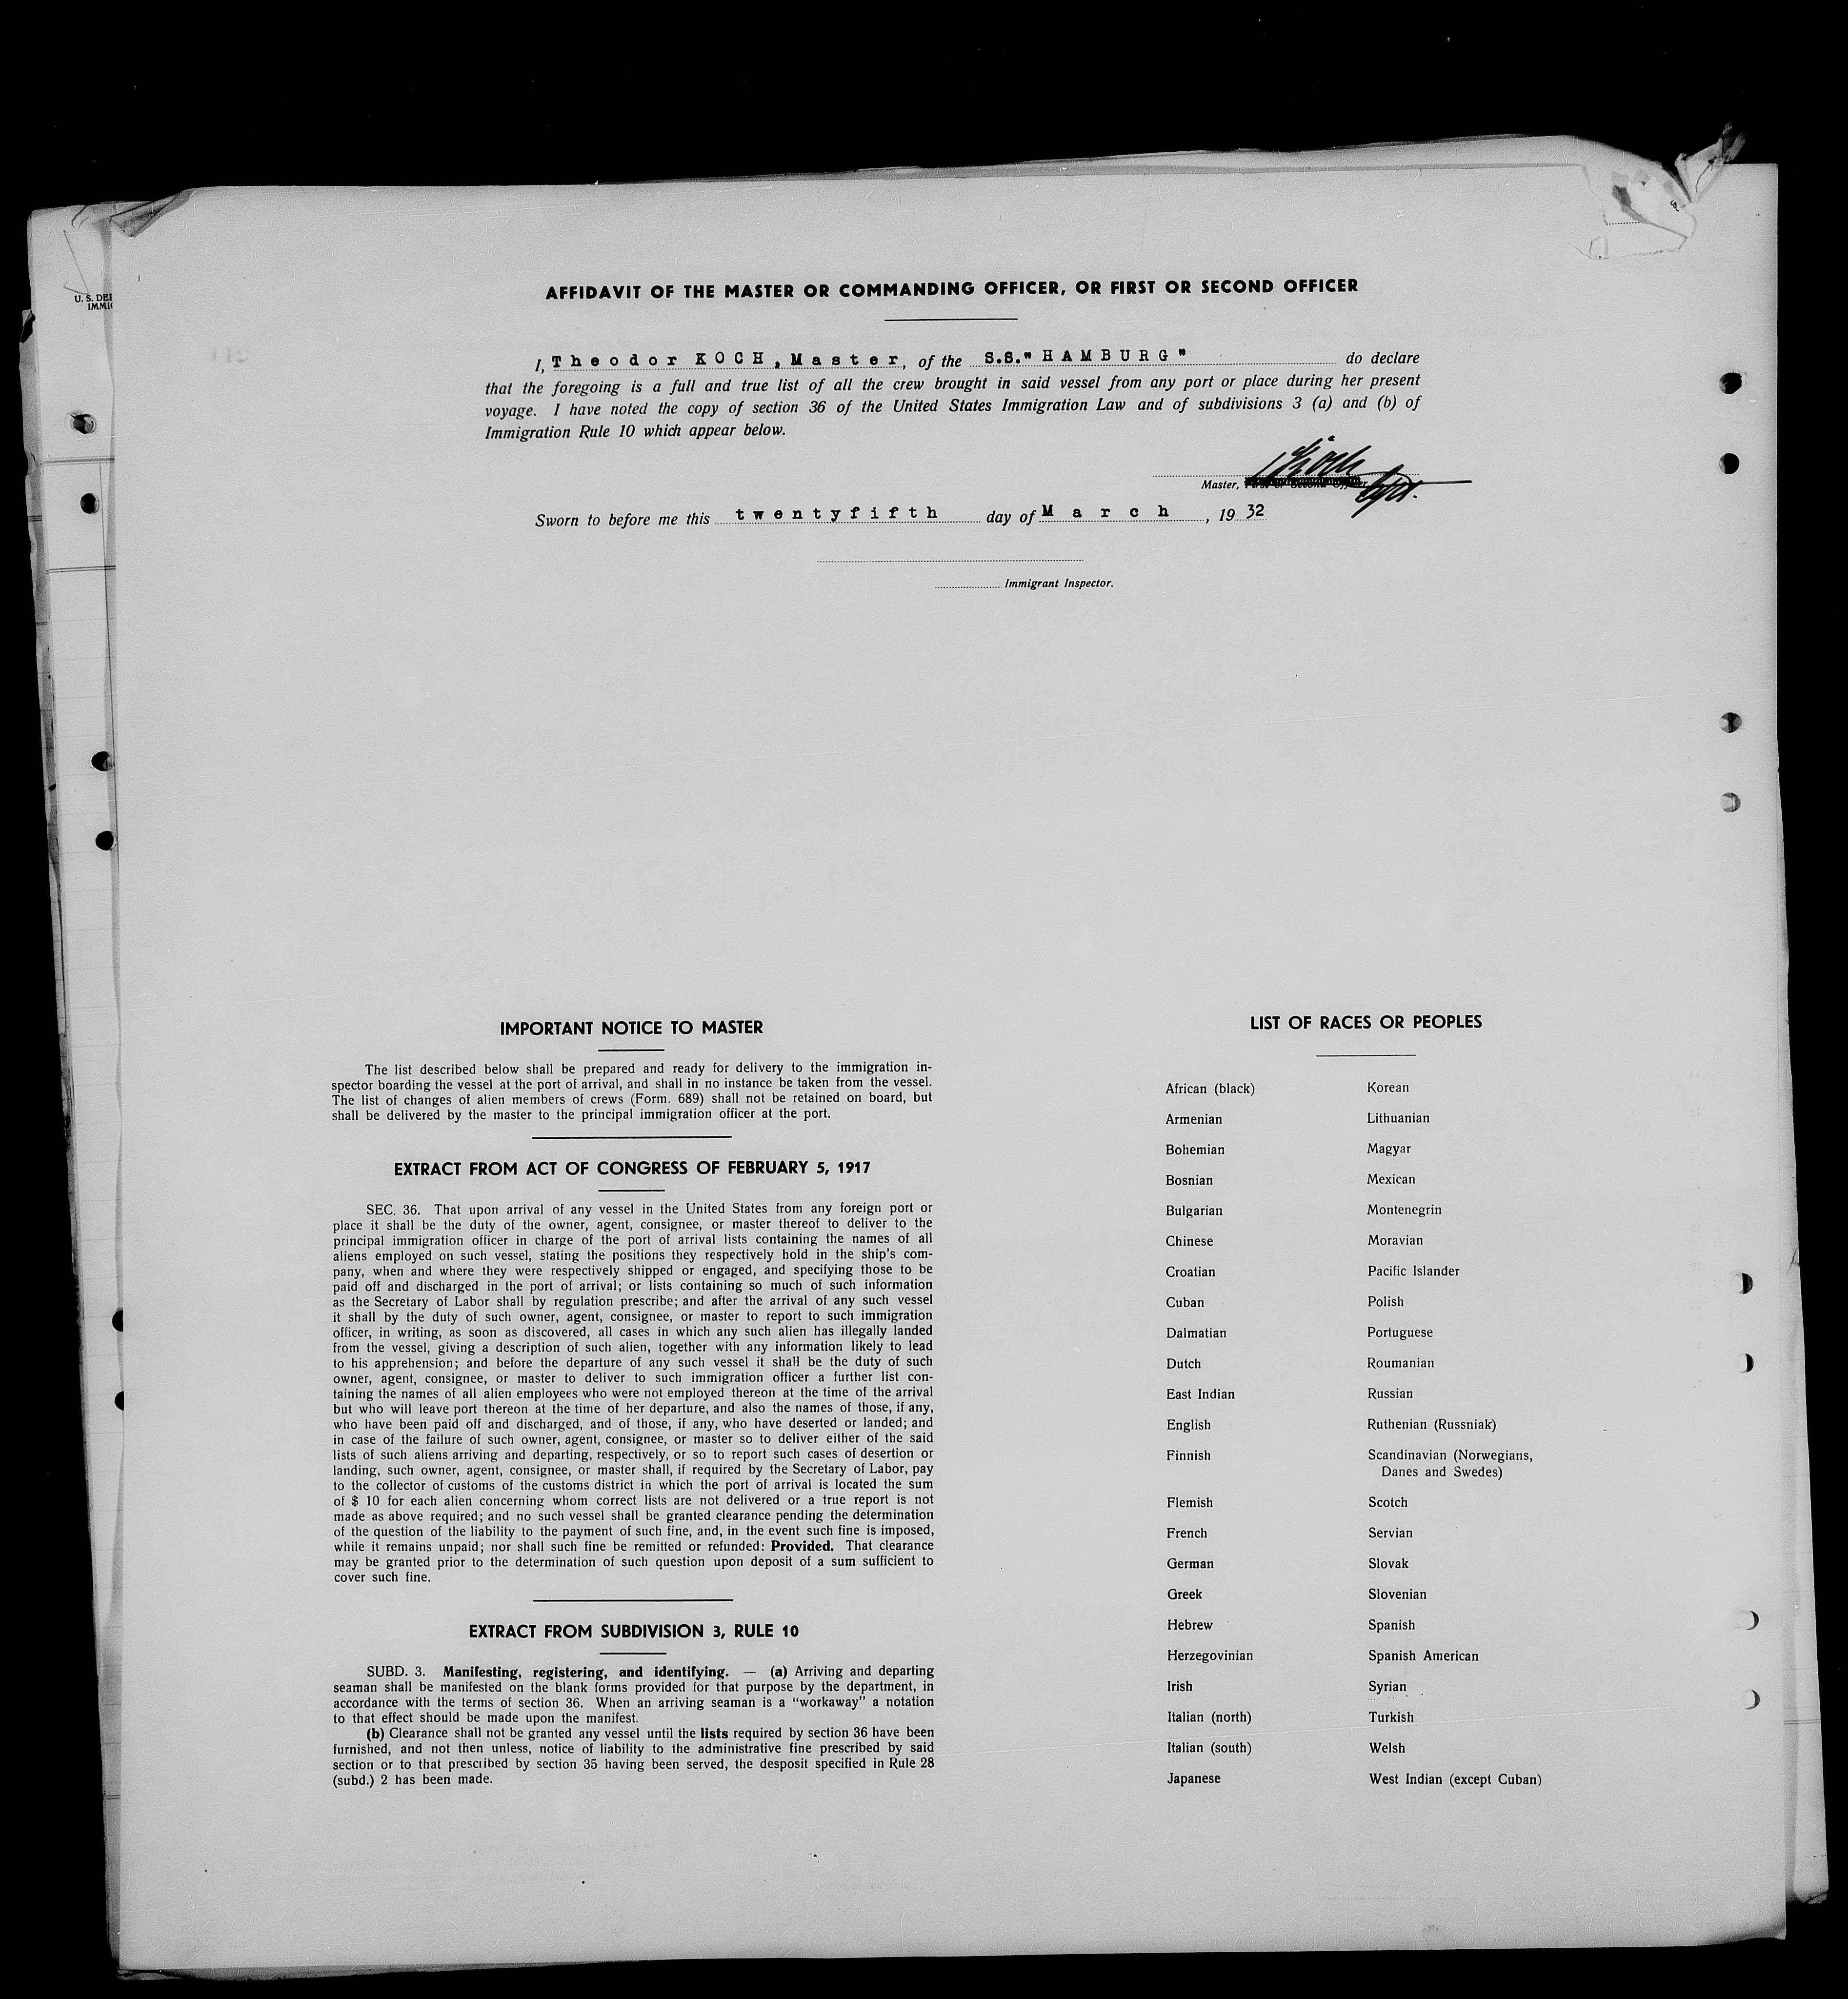 U. S. DEP
IMMI
AFFIDAVIT OF THE MASTER OR COMMANDING OFFICER, OR FIRST OR SECOND OFFICER
I, Theodor KOCH, Master, of the S.S."HAMBURG" do declare
that the foregoing is a full and true list of all the crew brought in said vessel from any port or place during her present
voyage. I have noted the copy of section 36 of the United States Immigration Law and of subdivisions 3 (a) and (b) of
Immigration Rule 10 which appear below.
Koch
Master, First or Second Officer
Sworn to before me this twentyfifth day of March, 19 32
Immigrant Inspector.
IMPORTANT NOTICE TO MASTER
The list described below shall be prepared and ready for delivery to the immigration in-
spector boarding the vessel at the port of arrival, and shall in no instance be taken from the vessel.
The list of changes of alien members of crews (Form. 689) shall not be retained on board, but
shall be delivered by the master to the principal immigration officer at the port.
EXTRACT FROM ACT OF CONGRESS OF FEBRUARY 5, 1917
SEC. 36. That upon arrival of any vessel in the United States from any foreign port or
place it shall be the duty of the owner, agent, consignee, or master thereof to deliver to the
principal immigration officer in charge of the port of arrival lists containing the names of all
aliens employed on such vessel, stating the positions they respectively hold in the ship's com-
pany, when and where they were respectively shipped or engaged, and specifying those to be
paid off and discharged in the port of arrival; or lists containing so much of such information
as the Secretary of Labor shall by regulation prescribe; and after the arrival of any such vessel
it shall by the duty of such owner, agent, consignee, or master to report to such immigration
officer, in writing, as soon as discovered, all cases in which any such alien has illegally landed
from the vessel, giving a description of such alien, together with any information likely to lead
to his apprehension; and before the departure of any such vessel it shall be the duty of such
owner, agent, consignee, or master to deliver to such immigration officer a further list con-
taining the names of all alien employees who were not employed thereon at the time of the arrival
but who will leave port thereon at the time of her departure, and also the names of those, if any,
who have been paid off and discharged, and of those, if any, who have deserted or landed; and
in case of the failure of such owner, agent, consignee, or master so to deliver either of the said
lists of such aliens arriving and departing, respectively, or so to report such cases of desertion or
landing, such owner, agent, consignee, or master shall, if required by the Secretary of Labor, pay
to the collector of customs of the customs district in which the port of arrival is located the sum
of $ 10 for each alien concerning whom correct lists are not delivered or a true report is not
made as above required; and no such vessel shall be granted clearance pending the determination
of the question of the liability to the payment of such fine, and, in the event such fine is imposed,
while it remains unpaid; nor shall such fine be remitted or refunded: Provided. That clearance
may be granted prior to the determination of such question upon deposit of a sum sufficient to
cover such fine.
EXTRACT FROM SUBDIVISION 3, RULE 10
SUBD. 3. Manifesting, registering, and identifying. — (a) Arriving and departing
seaman shall be manifested on the blank forms provided for that purpose by the department, in
accordance with the terms of section 36. When an arriving seaman is a "workaway" a notation
to that effect should be made upon the manifest.
(b) Clearance shall not be granted any vessel until the lists required by section 36 have been
furnished, and not then unless, notice of liability to the administrative fine prescribed by said
section or to that prescribed by section 35 having been served, the desposit specified in Rule 28
(subd.) 2 has been made.
LIST OF RACES OR PEOPLES
African (black)
Armenian
Bohemian
Bosnian
Bulgarian
Chinese
Croatian
Cuban
Dalmatian
Dutch
East Indian
English
Finnish
Flemish
French
German
Greek
Hebrew
Herzegovinian
Irish
Italian (north)
Italian (south)
Japanese
Korean
Lithuanian
Magyar
Mexican
Montenegrin
Moravian
Pacific Islander
Polish
Portuguese
Roumanian
Russian
Ruthenian (Russniak)
Scandinavian (Norwegians,
Danes and Swedes)
Scotch
Servian
Slovak
Slovenian
Spanish
Spanish American
Syrian
Turkish
Welsh
West Indian (except Cuban)